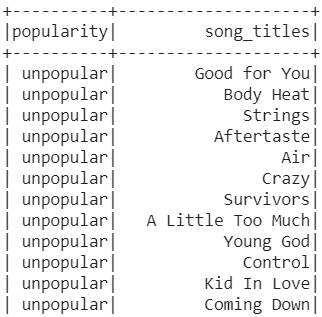 +----------+--------------------+
|popularity|         song_titles|
+----------+--------------------+
| unpopular|        Good for You|
| unpopular|           Body Heat|
| unpopular|             Strings|
| unpopular|          Aftertaste|
| unpopular|                 Air|
| unpopular|               Crazy|
| unpopular|           Survivors|
| unpopular|   A Little Too Much|
| unpopular|           Young God|
| unpopular|             Control|
| unpopular|         Kid In Love|
| unpopular|         Coming Down|